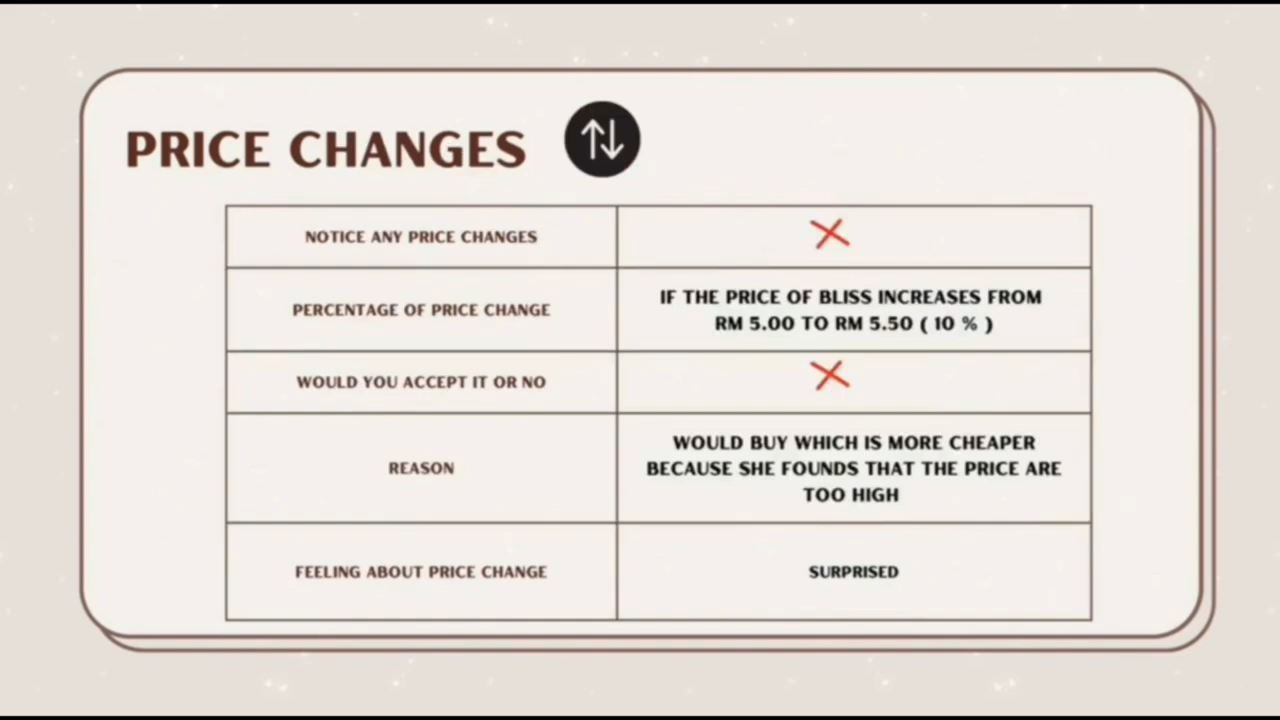 PRICE CHANGES
NOTICE ANY PRICE CHANGES
PERCENTAGE OF PRICE CHANGE
IF THE PRICE OF BLISS INCREASES FROM
RM 5.00 TO RM 5.50 ( 10 % )
WOULD YOU ACCEPT IT OR NO
REASON
WOULD BUY WHICH IS MORE CHEAPER
BECAUSE SHE FOUNDS THAT THE PRICE ARE
TOO HIGH
FEELING ABOUT PRICE CHANGE
SURPRISED